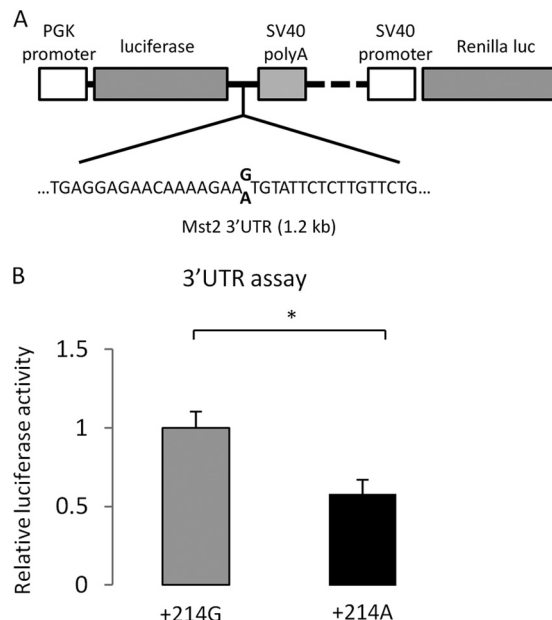 A
PGK promoter
luciferase
SV40 polyA
SV40 promoter
Renilla luc
...TGAGGAGAACAAAAGAA G/A TGTATTCTCTTGTTCTG...
Mst2 3'UTR (1.2 kb)
B
3'UTR assay
*
Relative luciferase activity
1.5
1
0.5
0
+214G
+214A